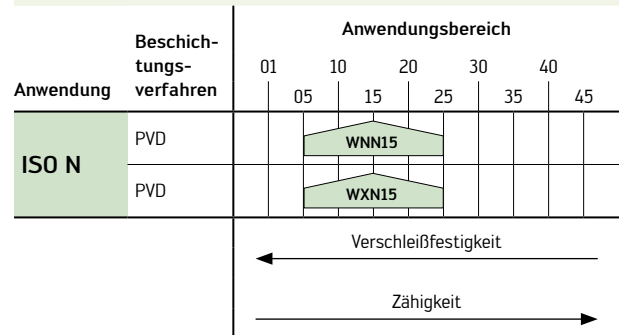 Anwendungsbereich
Beschich-
tungs-
verfahren
Anwendung
01 10 20 30 40
05 15 25 35 45
ISO N
PVD
WNN15
PVD
WXN15
Verschleißfestigkeit
Zähigkeit